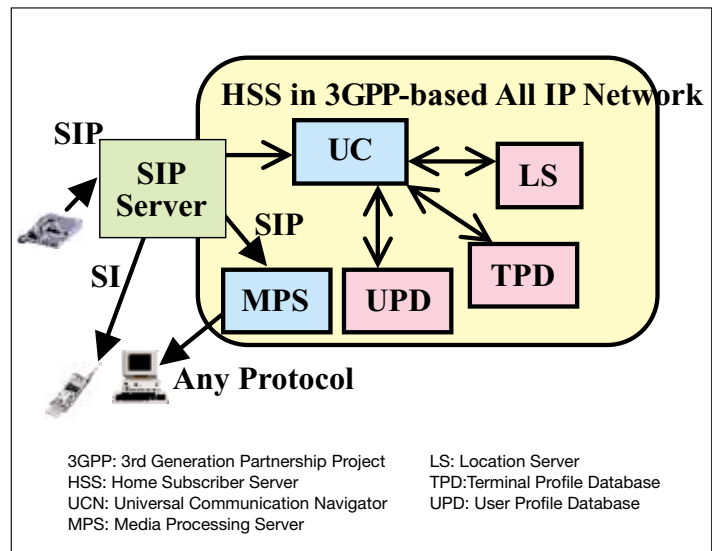 HSS in 3GPP-based All IP Network
SIP
UC
LS
SIP
Server
SIP
TPD
SI
MPS
UPD
Any Protocol
3GPP: 3rd Generation Partnership Project
HSS: Home Subscriber Server
UCN: Universal Communication Navigator
MPS: Media Processing Server
LS: Location Server
TPD:Terminal Profile Database
UPD: User Profile Database